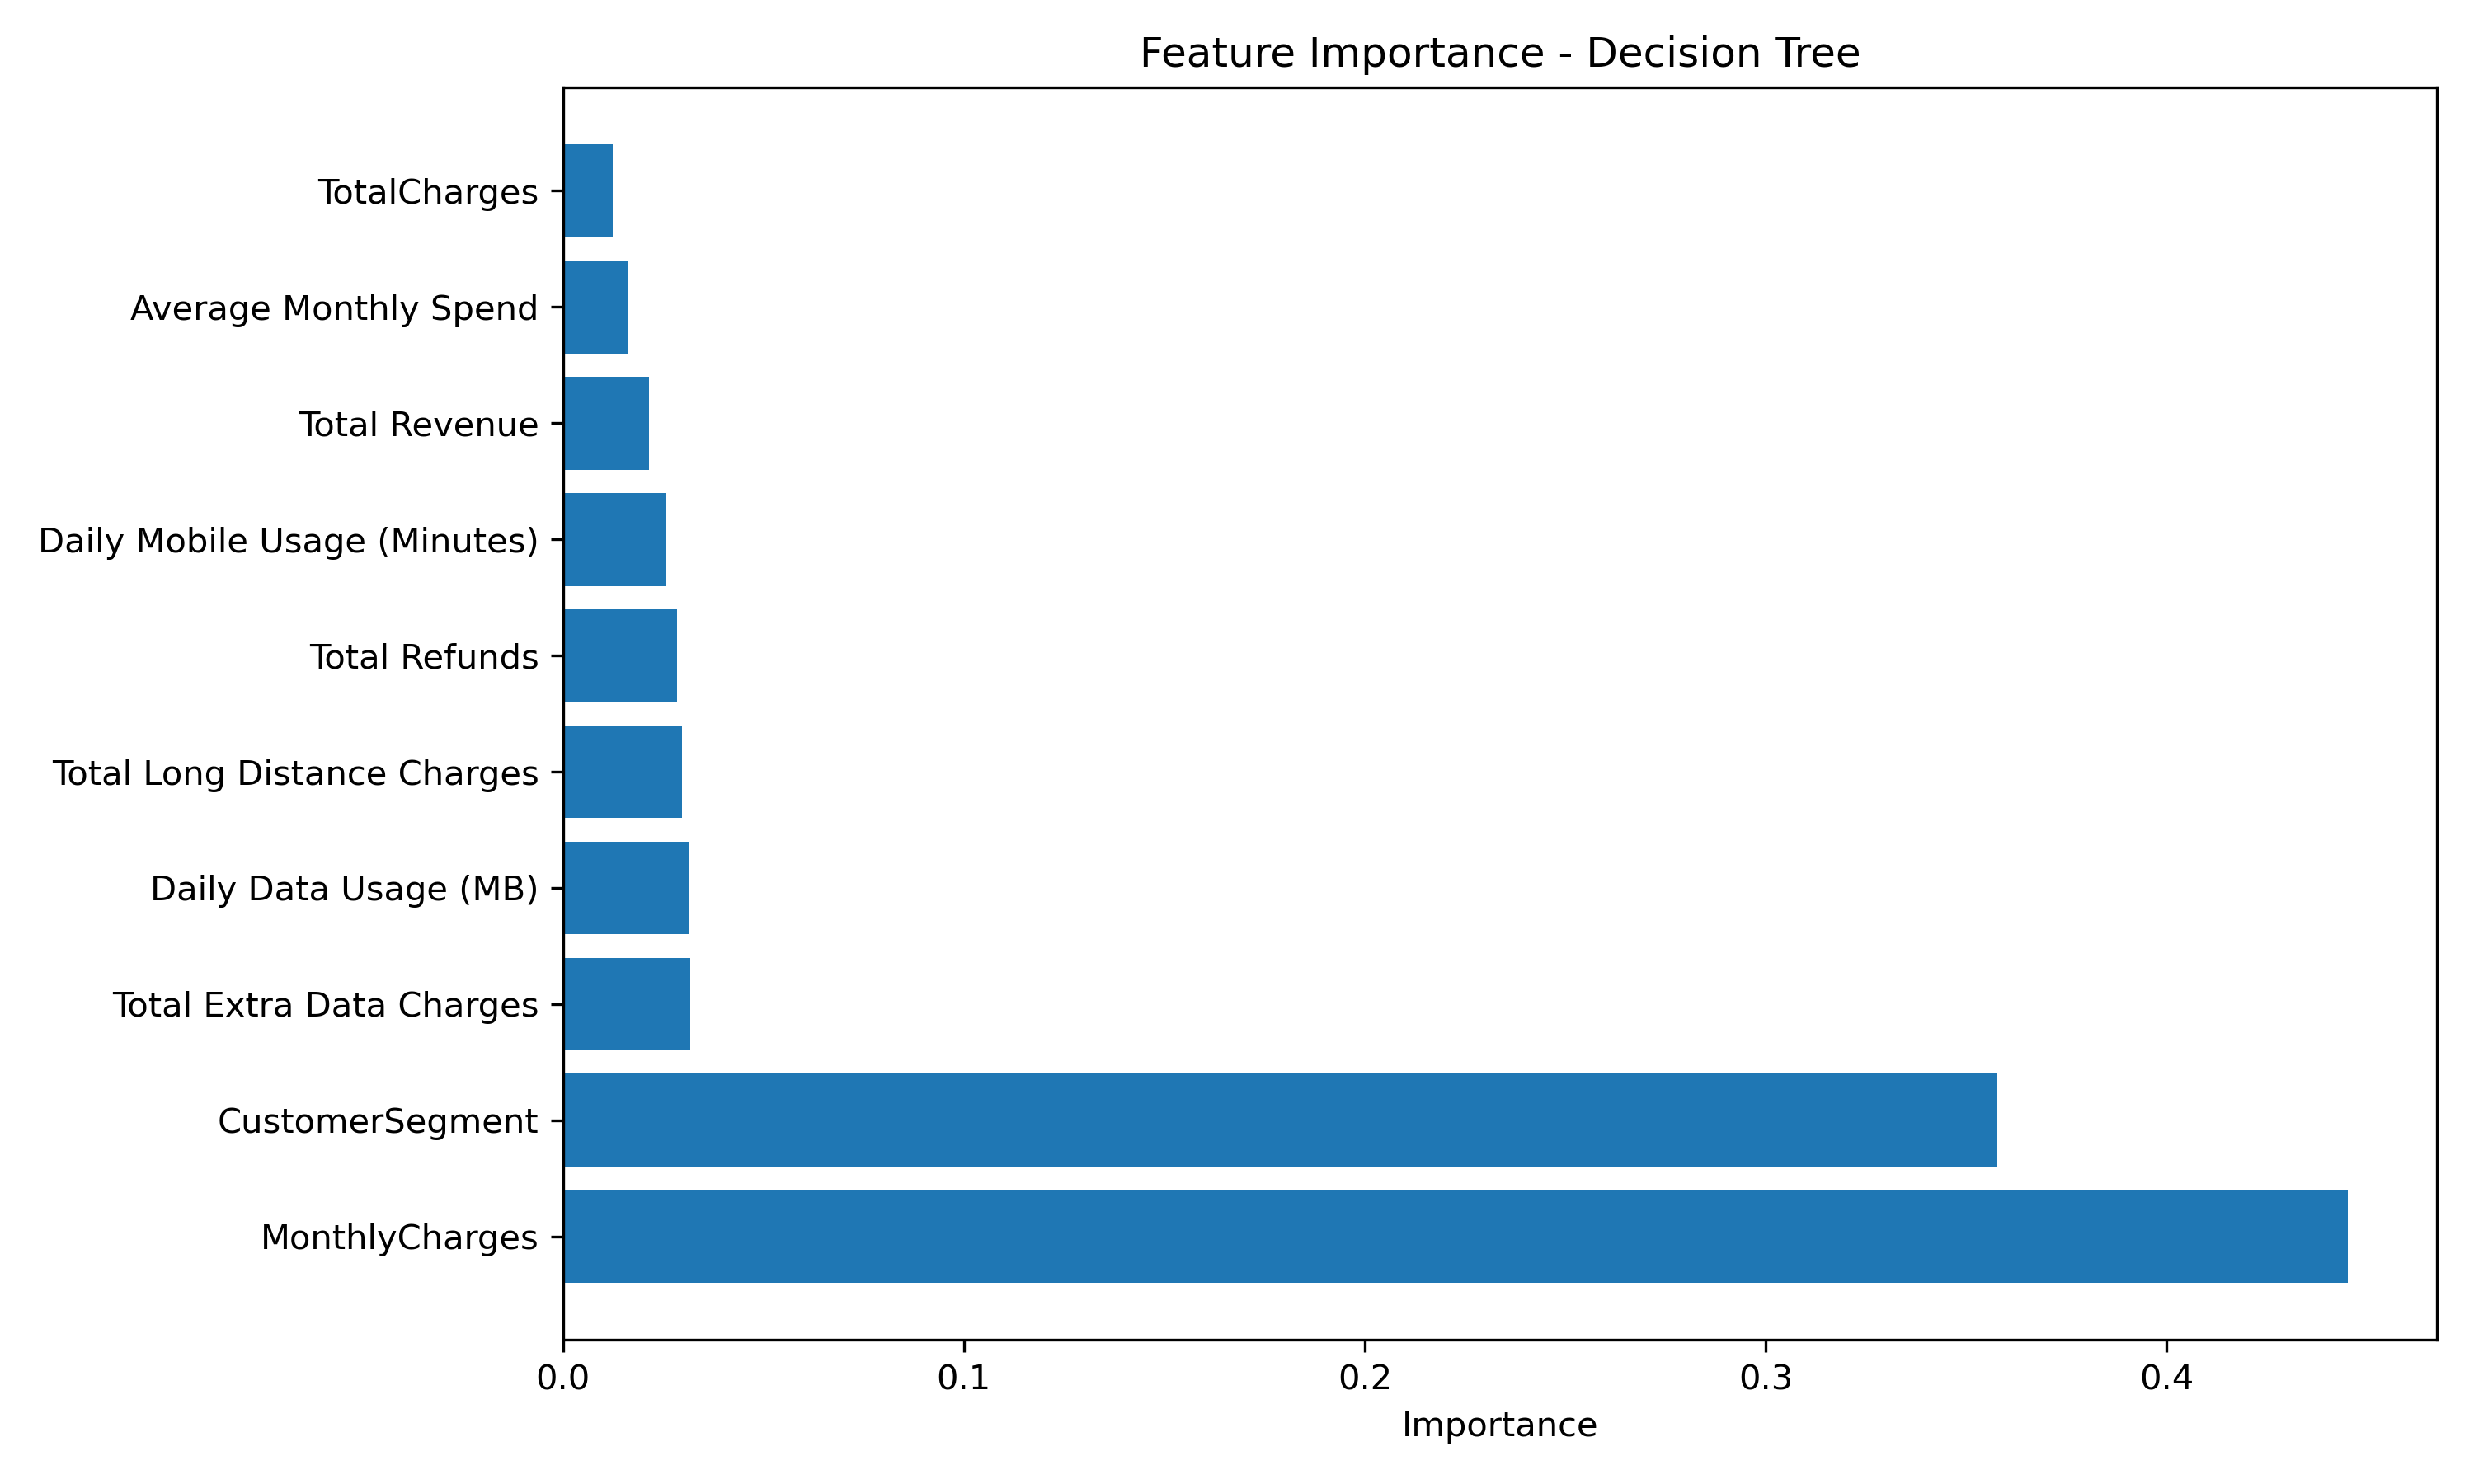 Feature Importance - Decision Tree
TotalCharges
Average Monthly Spend
Total Revenue
Daily Mobile Usage (Minutes)
Total Refunds
Total Long Distance Charges
Daily Data Usage (MB)
Total Extra Data Charges
CustomerSegment
MonthlyCharges
0.0 0.1 0.2 0.3 0.4
Importance